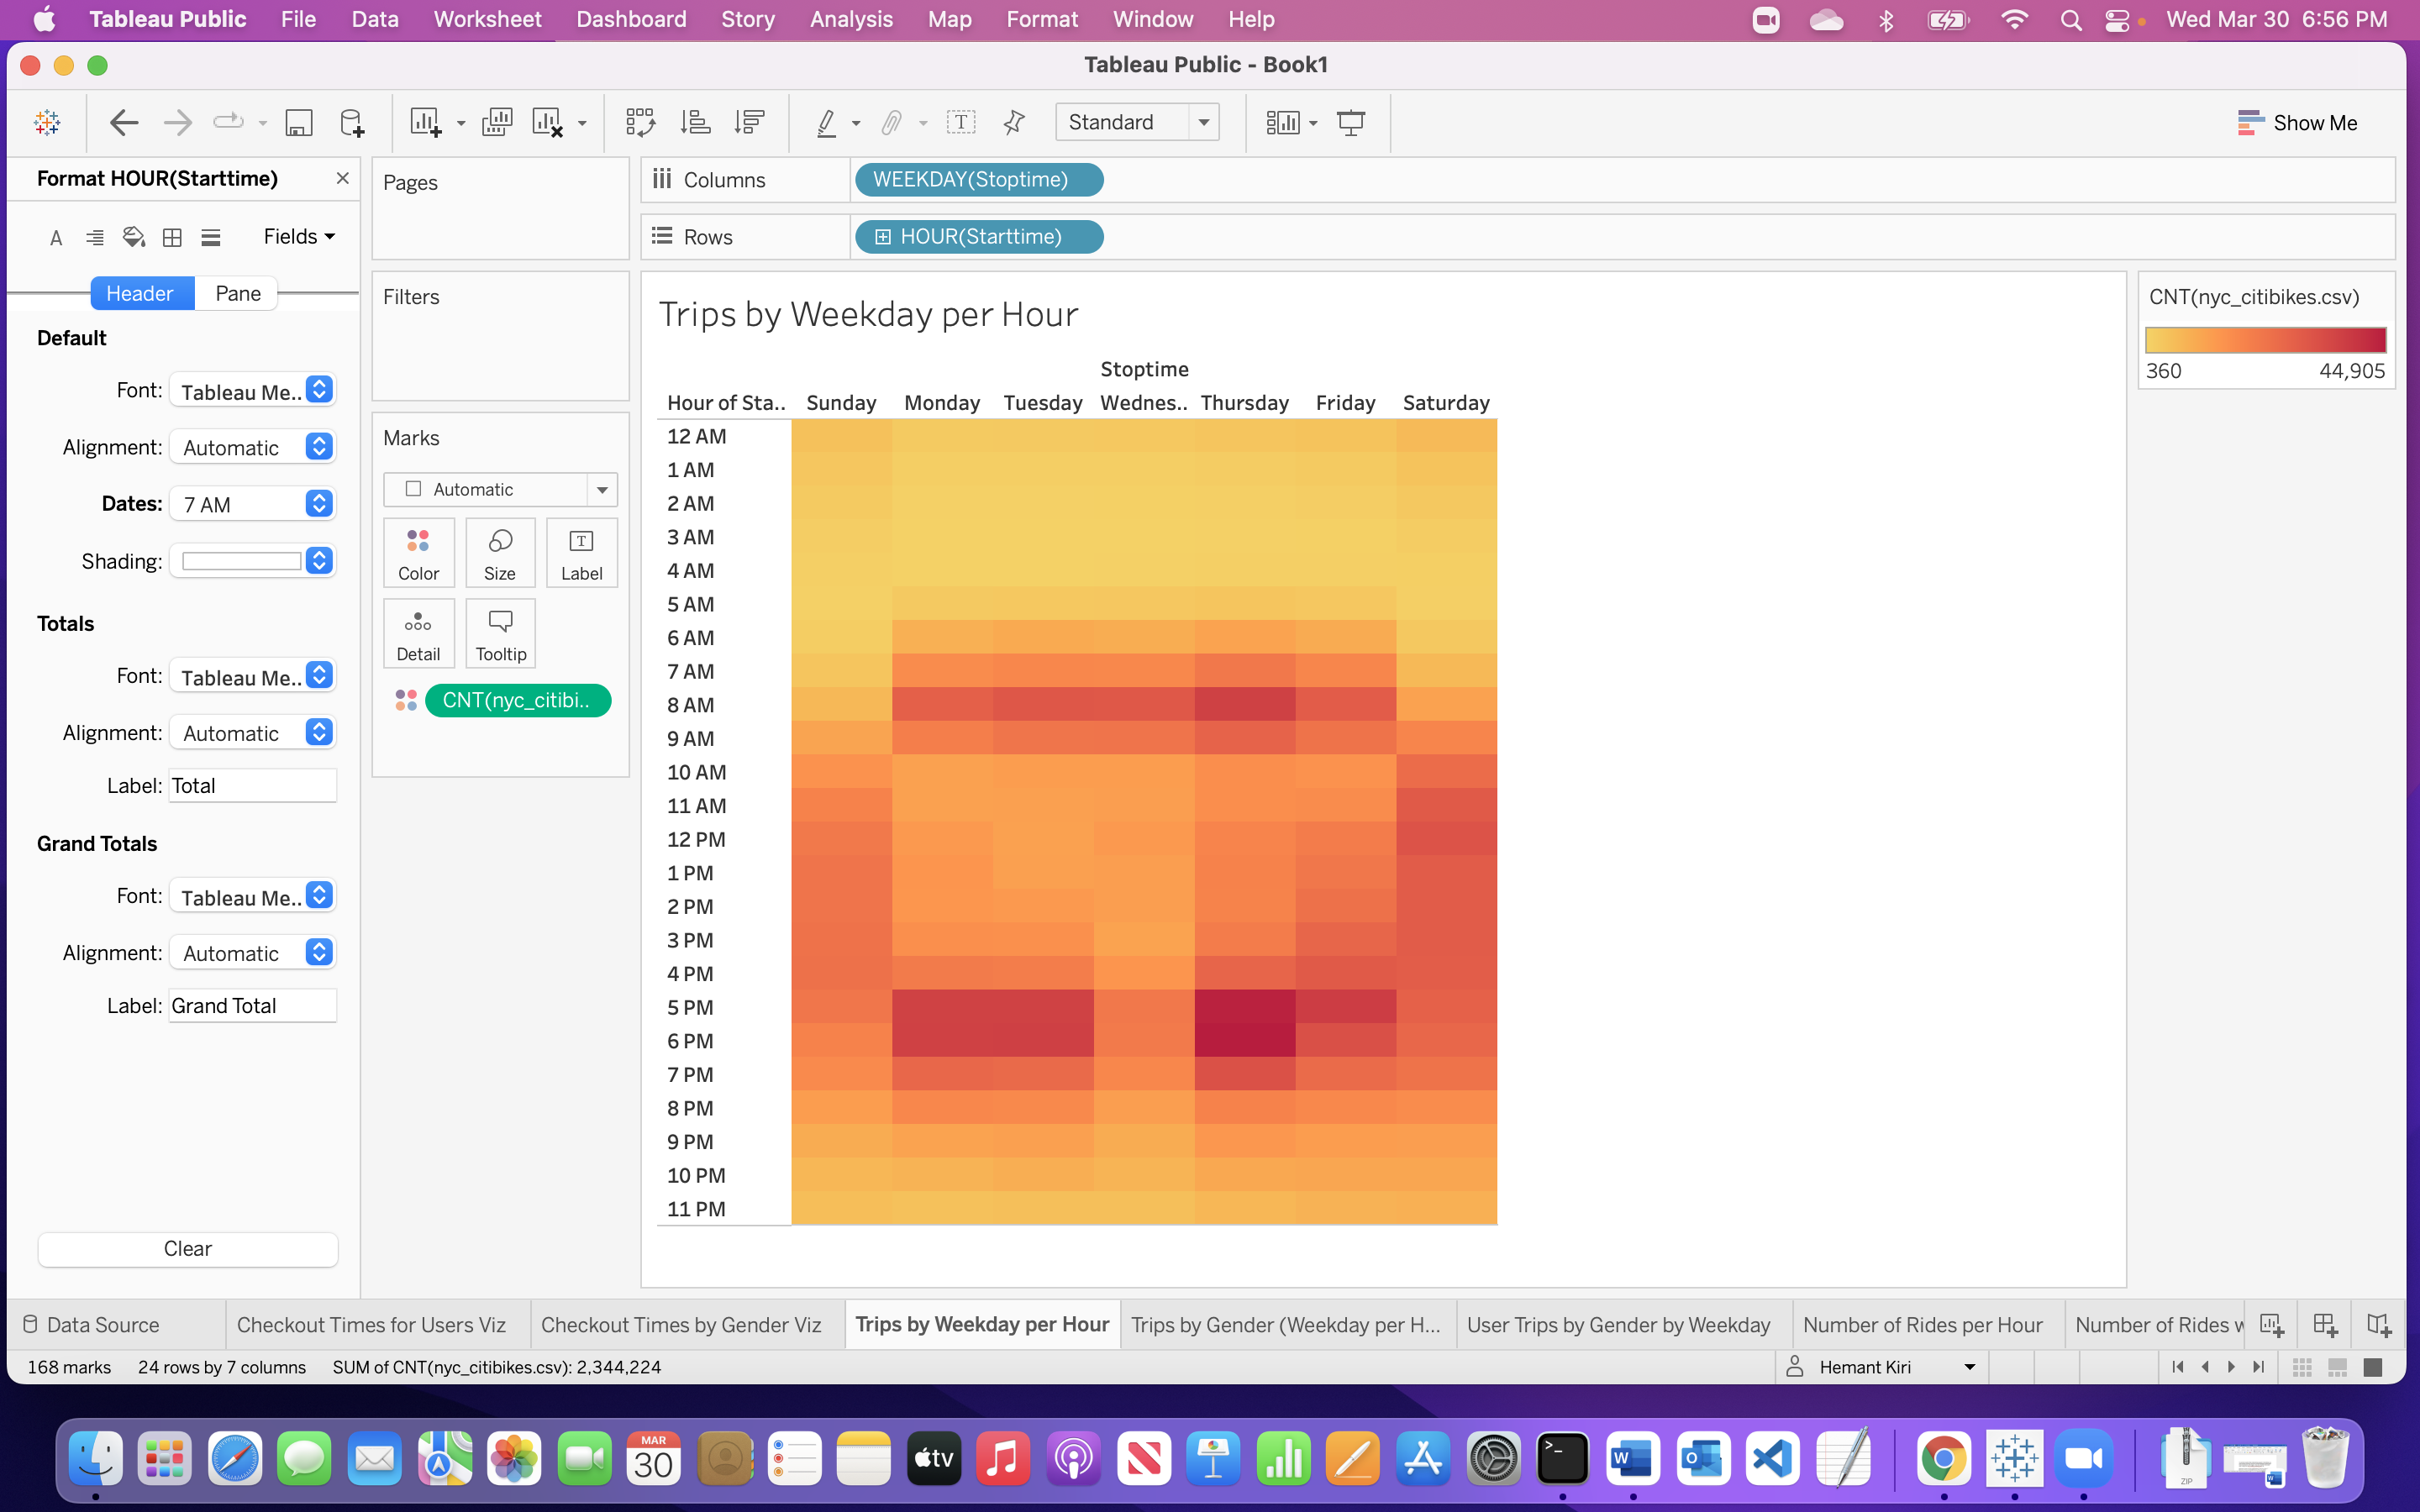 Tableau Public File Data Worksheet Dashboard Story Analysis Map Format Window Help Wed Mar 30 6:56 PM
Tableau Public - Book1
Standard Show Me
Format HOUR(Starttime)
Fields
Header Pane
Default
Font: Tableau Me..
Alignment: Automatic
Dates: 7 AM
Shading:
Totals
Font: Tableau Me..
Alignment: Automatic
Label: Total
Grand Totals
Font: Tableau Me..
Alignment: Automatic
Label: Grand Total
Clear
Pages
Filters
Marks
Automatic
Color Size Label
Detail Tooltip
CNT(nyc_citibi..
Columns WEEKDAY(Stoptime)
Rows HOUR(Starttime)
Trips by Weekday per Hour
Stoptime
Hour of Sta.. Sunday Monday Tuesday Wednes.. Thursday Friday Saturday
12 AM
1 AM
2 AM
3 AM
4 AM
5 AM
6 AM
7 AM
8 AM
9 AM
10 AM
11 AM
12 PM
1 PM
2 PM
3 PM
4 PM
5 PM
6 PM
7 PM
8 PM
9 PM
10 PM
11 PM
CNT(nyc_citibikes.csv)
360 44,905
Data Source Checkout Times for Users Viz Checkout Times by Gender Viz Trips by Weekday per Hour Trips by Gender (Weekday per H... User Trips by Gender by Weekday Number of Rides per Hour Number of Rides
168 marks 24 rows by 7 columns SUM of CNT(nyc_citibikes.csv): 2,344,224 Hemant Kiri
MAR
30
tv
ZIP